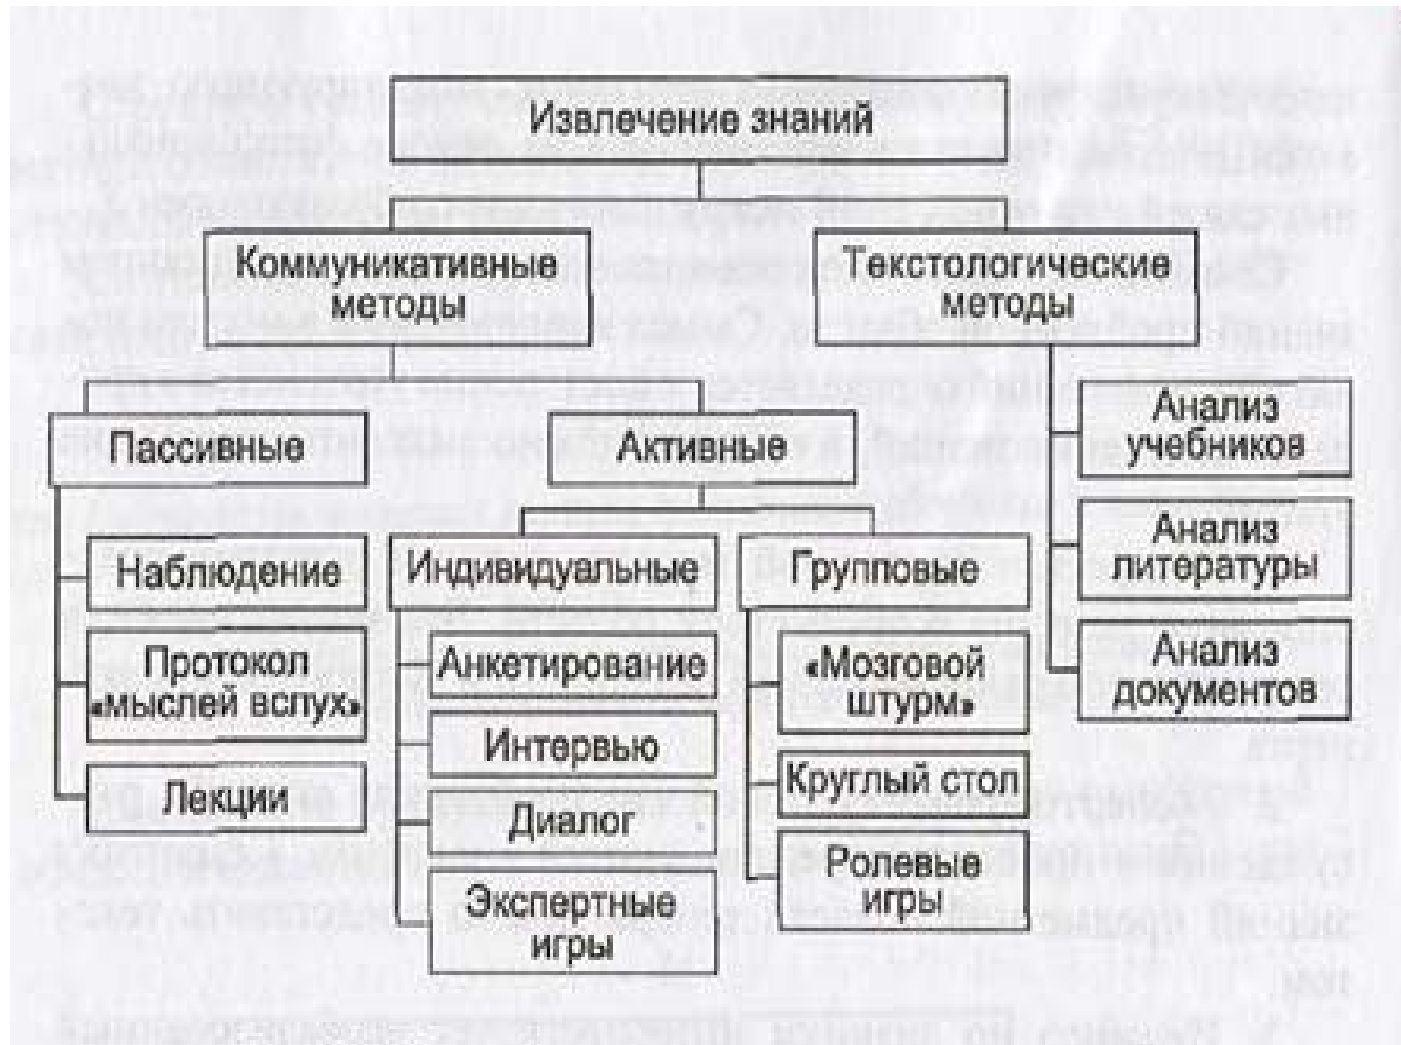 Извлечение знаний
Коммуникативные
методы
Текстологические
методы
Пассивные
Активные
Анализ
учебников
Анализ
литературы
Анализ
документов
Наблюдение
Протокол
«мыслей вслух»
Лекции
Индивидуальные
Анкетирование
Интервью
Диалог
Экспертные
игры
Групповые
«Мозговой
штурм»
Круглый стол
Ролевые
игры